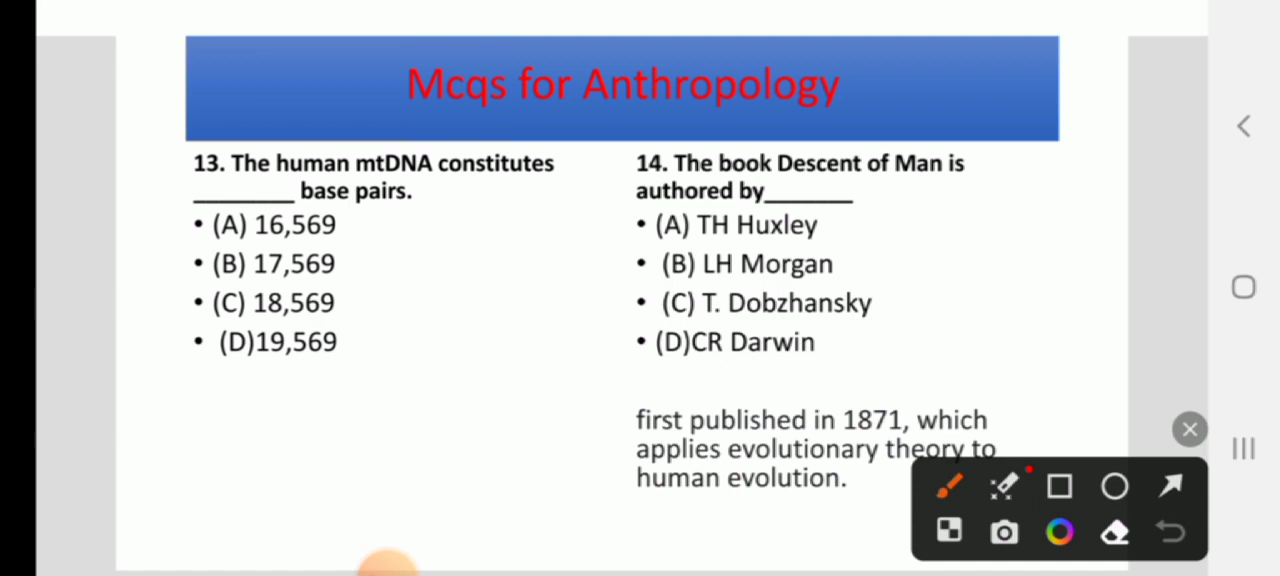 Mcqs for Anthropology
13. The human mtDNA constitutes
________ base pairs.
• (A) 16,569
• (B) 17,569
• (C) 18,569
• (D)19,569
14. The book Descent of Man is
authored by_______
• (A) TH Huxley
• (B) LH Morgan
• (C) T. Dobzhansky
• (D)CR Darwin
first published in 1871, which
applies evolutionary theory to
human evolution.